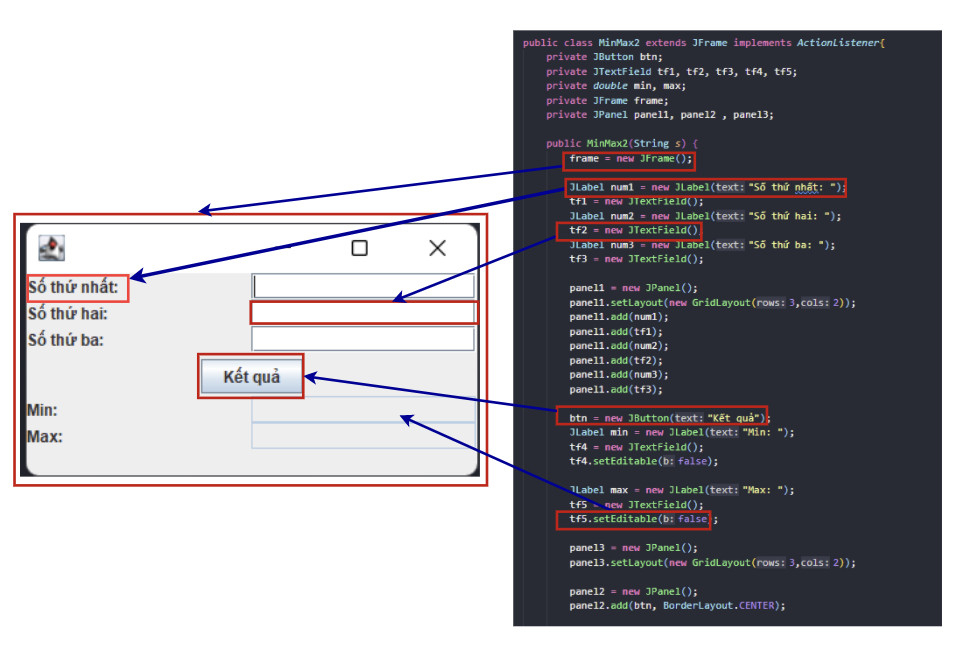 Số thứ nhất:
Số thứ hai:
Số thứ ba:
Kết quả
Min:
Max:
public class MinMax2 extends JFrame implements ActionListener{
private JButton btn;
private JTextField tf1, tf2, tf3, tf4, tf5;
private double min, max;
private JFrame frame;
private JPanel panel1, panel2 , panel3;
public MinMax2(String s) {
frame = new JFrame();
JLabel num1 = new JLabel(text: "Số thứ nhất: ");
tf1 = new JTextField();
JLabel num2 = new JLabel(text: "Số thứ hai: ");
tf2 = new JTextField()
JLabel num3 = new JLabel(text: "Số thứ ba: ");
tf3 = new JTextField();
panel1 = new JPanel();
panel1.setLayout(new GridLayout(rows: 3,cols: 2));
panel1.add(num1);
panel1.add(tf1);
panel1.add(num2);
panel1.add(tf2);
panel1.add(num3);
panel1.add(tf3);
btn = new JButton(text: "Kết quả");
JLabel min = new JLabel(text: "Min: ");
tf4 = new JTextField();
tf4.setEditable(b: false);
JLabel max = new JLabel(text: "Max: ");
tf5 = new JTextField();
tf5.setEditable(b: false);
panel3 = new JPanel();
panel3.setLayout(new GridLayout(rows: 3,cols: 2));
panel2 = new JPanel();
panel2.add(btn, BorderLayout.CENTER);